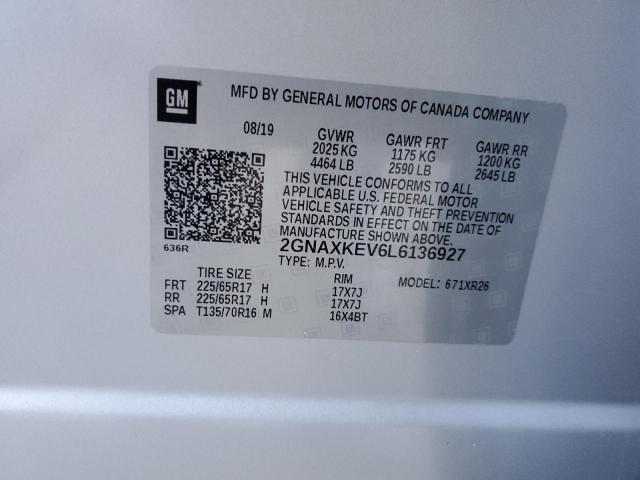 GM
MFD BY GENERAL MOTORS OF CANADA COMPANY
08/19 GVWR GAWR FRT GAWR RR
2025 KG 1175 KG 1200 KG
4464 LB 2590 LB 2645 LB
THIS VEHICLE CONFORMS TO ALL
APPLICABLE U.S. FEDERAL MOTOR
VEHICLE SAFETY AND THEFT PREVENTION
STANDARDS IN EFFECT ON THE DATE OF
MANUFACTURE SHOWN ABOVE.
636R
2GNAXKEV6L6136927
TYPE: M.P.V.
TIRE SIZE RIM MODEL: 671XR26
FRT 225/65R17 H 17X7J
RR 225/65R17 H 17X7J
SPA T135/70R16 M 16X4BT